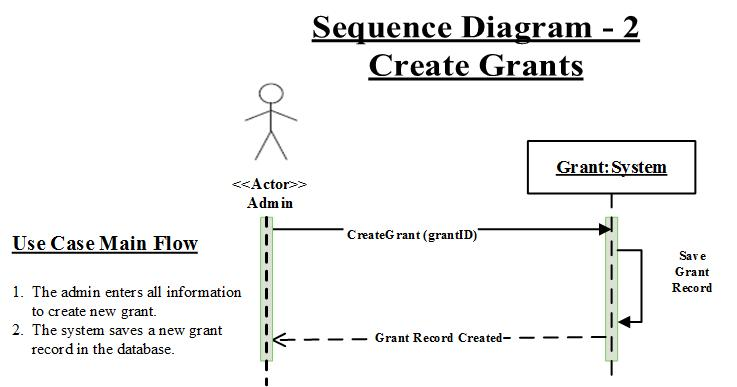 Sequence Diagram - 2
Create Grants
<<Actor>>
Admin
Grant:System
Use Case Main Flow
1. The admin enters all information
to create new grant.
2. The system saves a new grant
record in the database.
CreateGrant (grantID)
Save
Grant
Record
Grant Record Created